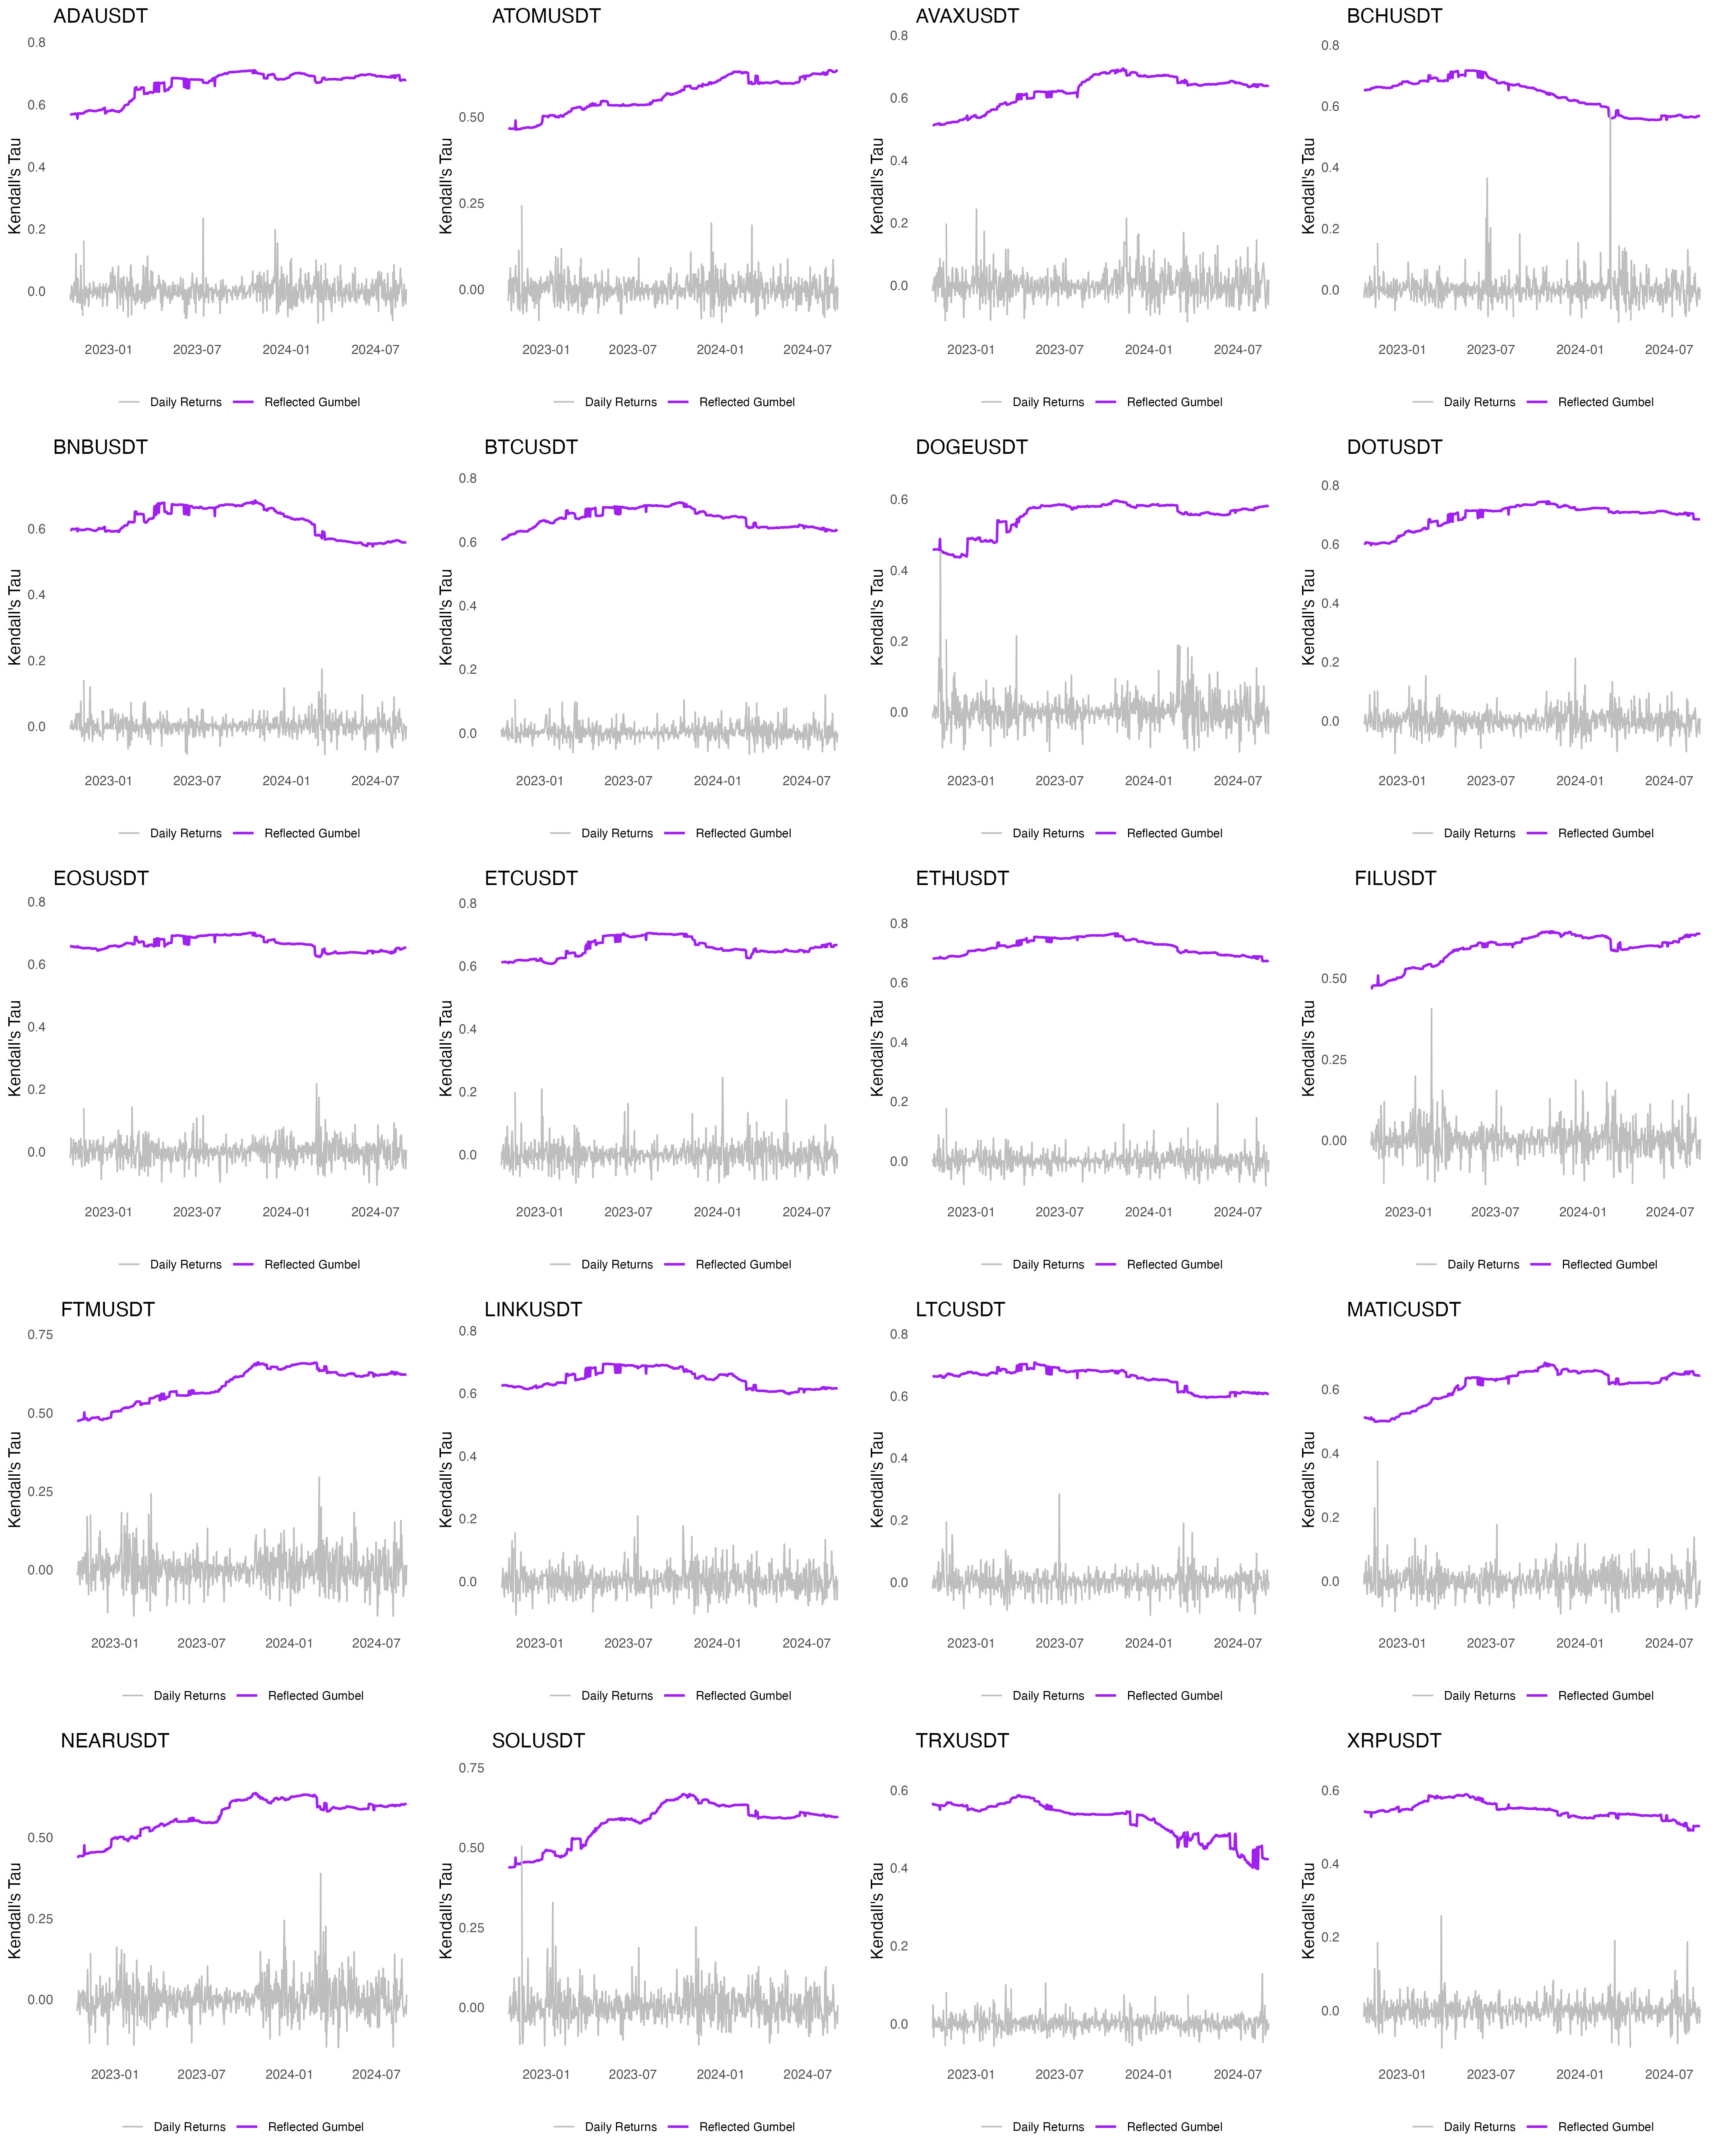 ADAUSDT
Kendall's Tau
0.8
0.6
0.4
0.2
0.0
2023-01 2023-07 2024-01 2024-07
Daily Returns Reflected Gumbel
ATOMUSDT
Kendall's Tau
0.50
0.25
0.00
2023-01 2023-07 2024-01 2024-07
Daily Returns Reflected Gumbel
AVAXUSDT
Kendall's Tau
0.8
0.6
0.4
0.2
0.0
2023-01 2023-07 2024-01 2024-07
Daily Returns Reflected Gumbel
BCHUSDT
Kendall's Tau
0.8
0.6
0.4
0.2
0.0
2023-01 2023-07 2024-01 2024-07
Daily Returns Reflected Gumbel
BNBUSDT
Kendall's Tau
0.6
0.4
0.2
0.0
2023-01 2023-07 2024-01 2024-07
Daily Returns Reflected Gumbel
BTCUSDT
Kendall's Tau
0.8
0.6
0.4
0.2
0.0
2023-01 2023-07 2024-01 2024-07
Daily Returns Reflected Gumbel
DOGEUSDT
Kendall's Tau
0.6
0.4
0.2
0.0
2023-01 2023-07 2024-01 2024-07
Daily Returns Reflected Gumbel
DOTUSDT
Kendall's Tau
0.8
0.6
0.4
0.2
0.0
2023-01 2023-07 2024-01 2024-07
Daily Returns Reflected Gumbel
EOSUSDT
Kendall's Tau
0.8
0.6
0.4
0.2
0.0
2023-01 2023-07 2024-01 2024-07
Daily Returns Reflected Gumbel
ETCUSDT
Kendall's Tau
0.8
0.6
0.4
0.2
0.0
2023-01 2023-07 2024-01 2024-07
Daily Returns Reflected Gumbel
ETHUSDT
Kendall's Tau
0.8
0.6
0.4
0.2
0.0
2023-01 2023-07 2024-01 2024-07
Daily Returns Reflected Gumbel
FILUSDT
Kendall's Tau
0.50
0.25
0.00
2023-01 2023-07 2024-01 2024-07
Daily Returns Reflected Gumbel
FTMUSDT
Kendall's Tau
0.75
0.50
0.25
0.00
2023-01 2023-07 2024-01 2024-07
Daily Returns Reflected Gumbel
LINKUSDT
Kendall's Tau
0.8
0.6
0.4
0.2
0.0
2023-01 2023-07 2024-01 2024-07
Daily Returns Reflected Gumbel
LTCUSDT
Kendall's Tau
0.8
0.6
0.4
0.2
0.0
2023-01 2023-07 2024-01 2024-07
Daily Returns Reflected Gumbel
MATICUSDT
Kendall's Tau
0.6
0.4
0.2
0.0
2023-01 2023-07 2024-01 2024-07
Daily Returns Reflected Gumbel
NEARUSDT
Kendall's Tau
0.50
0.25
0.00
2023-01 2023-07 2024-01 2024-07
Daily Returns Reflected Gumbel
SOLUSDT
Kendall's Tau
0.75
0.50
0.25
0.00
2023-01 2023-07 2024-01 2024-07
Daily Returns Reflected Gumbel
TRXUSDT
Kendall's Tau
0.6
0.4
0.2
0.0
2023-01 2023-07 2024-01 2024-07
Daily Returns Reflected Gumbel
XRPUSDT
Kendall's Tau
0.6
0.4
0.2
0.0
2023-01 2023-07 2024-01 2024-07
Daily Returns Reflected Gumbel